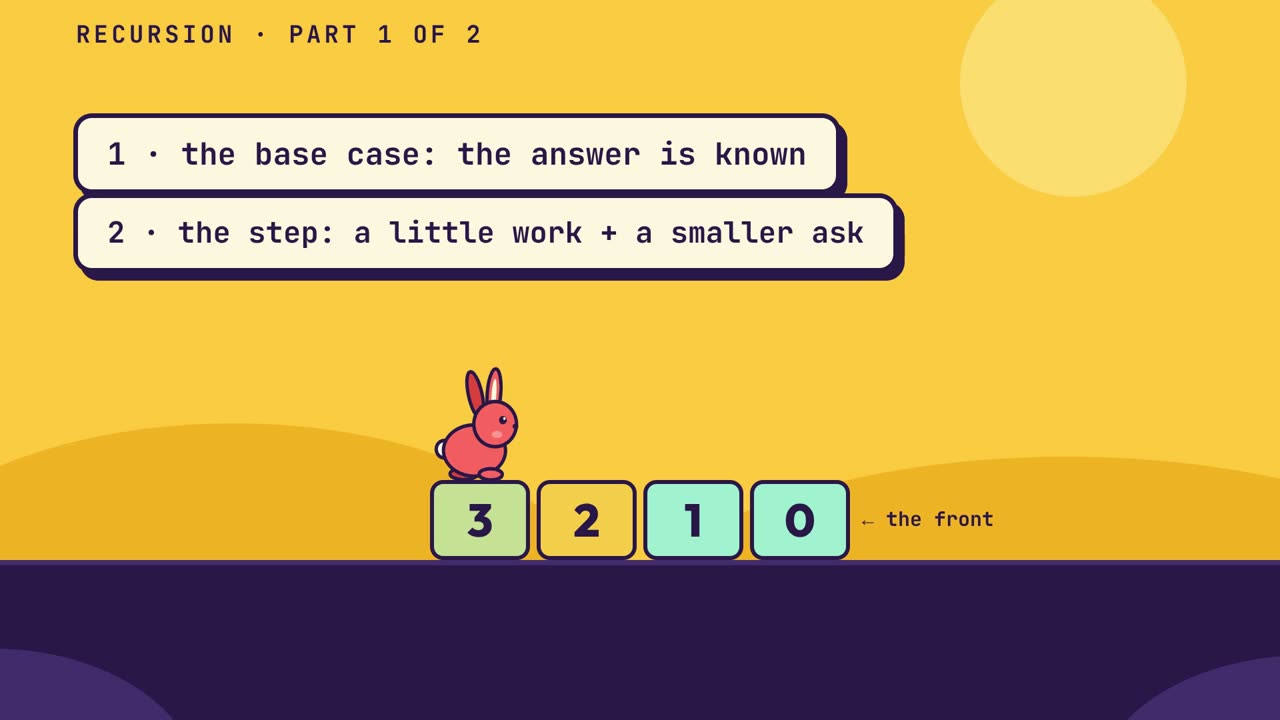 RECURSION · PART 1 OF 2
1 · the base case: the answer is known
2 · the step: a little work + a smaller ask
3 2 1 0 ← the front